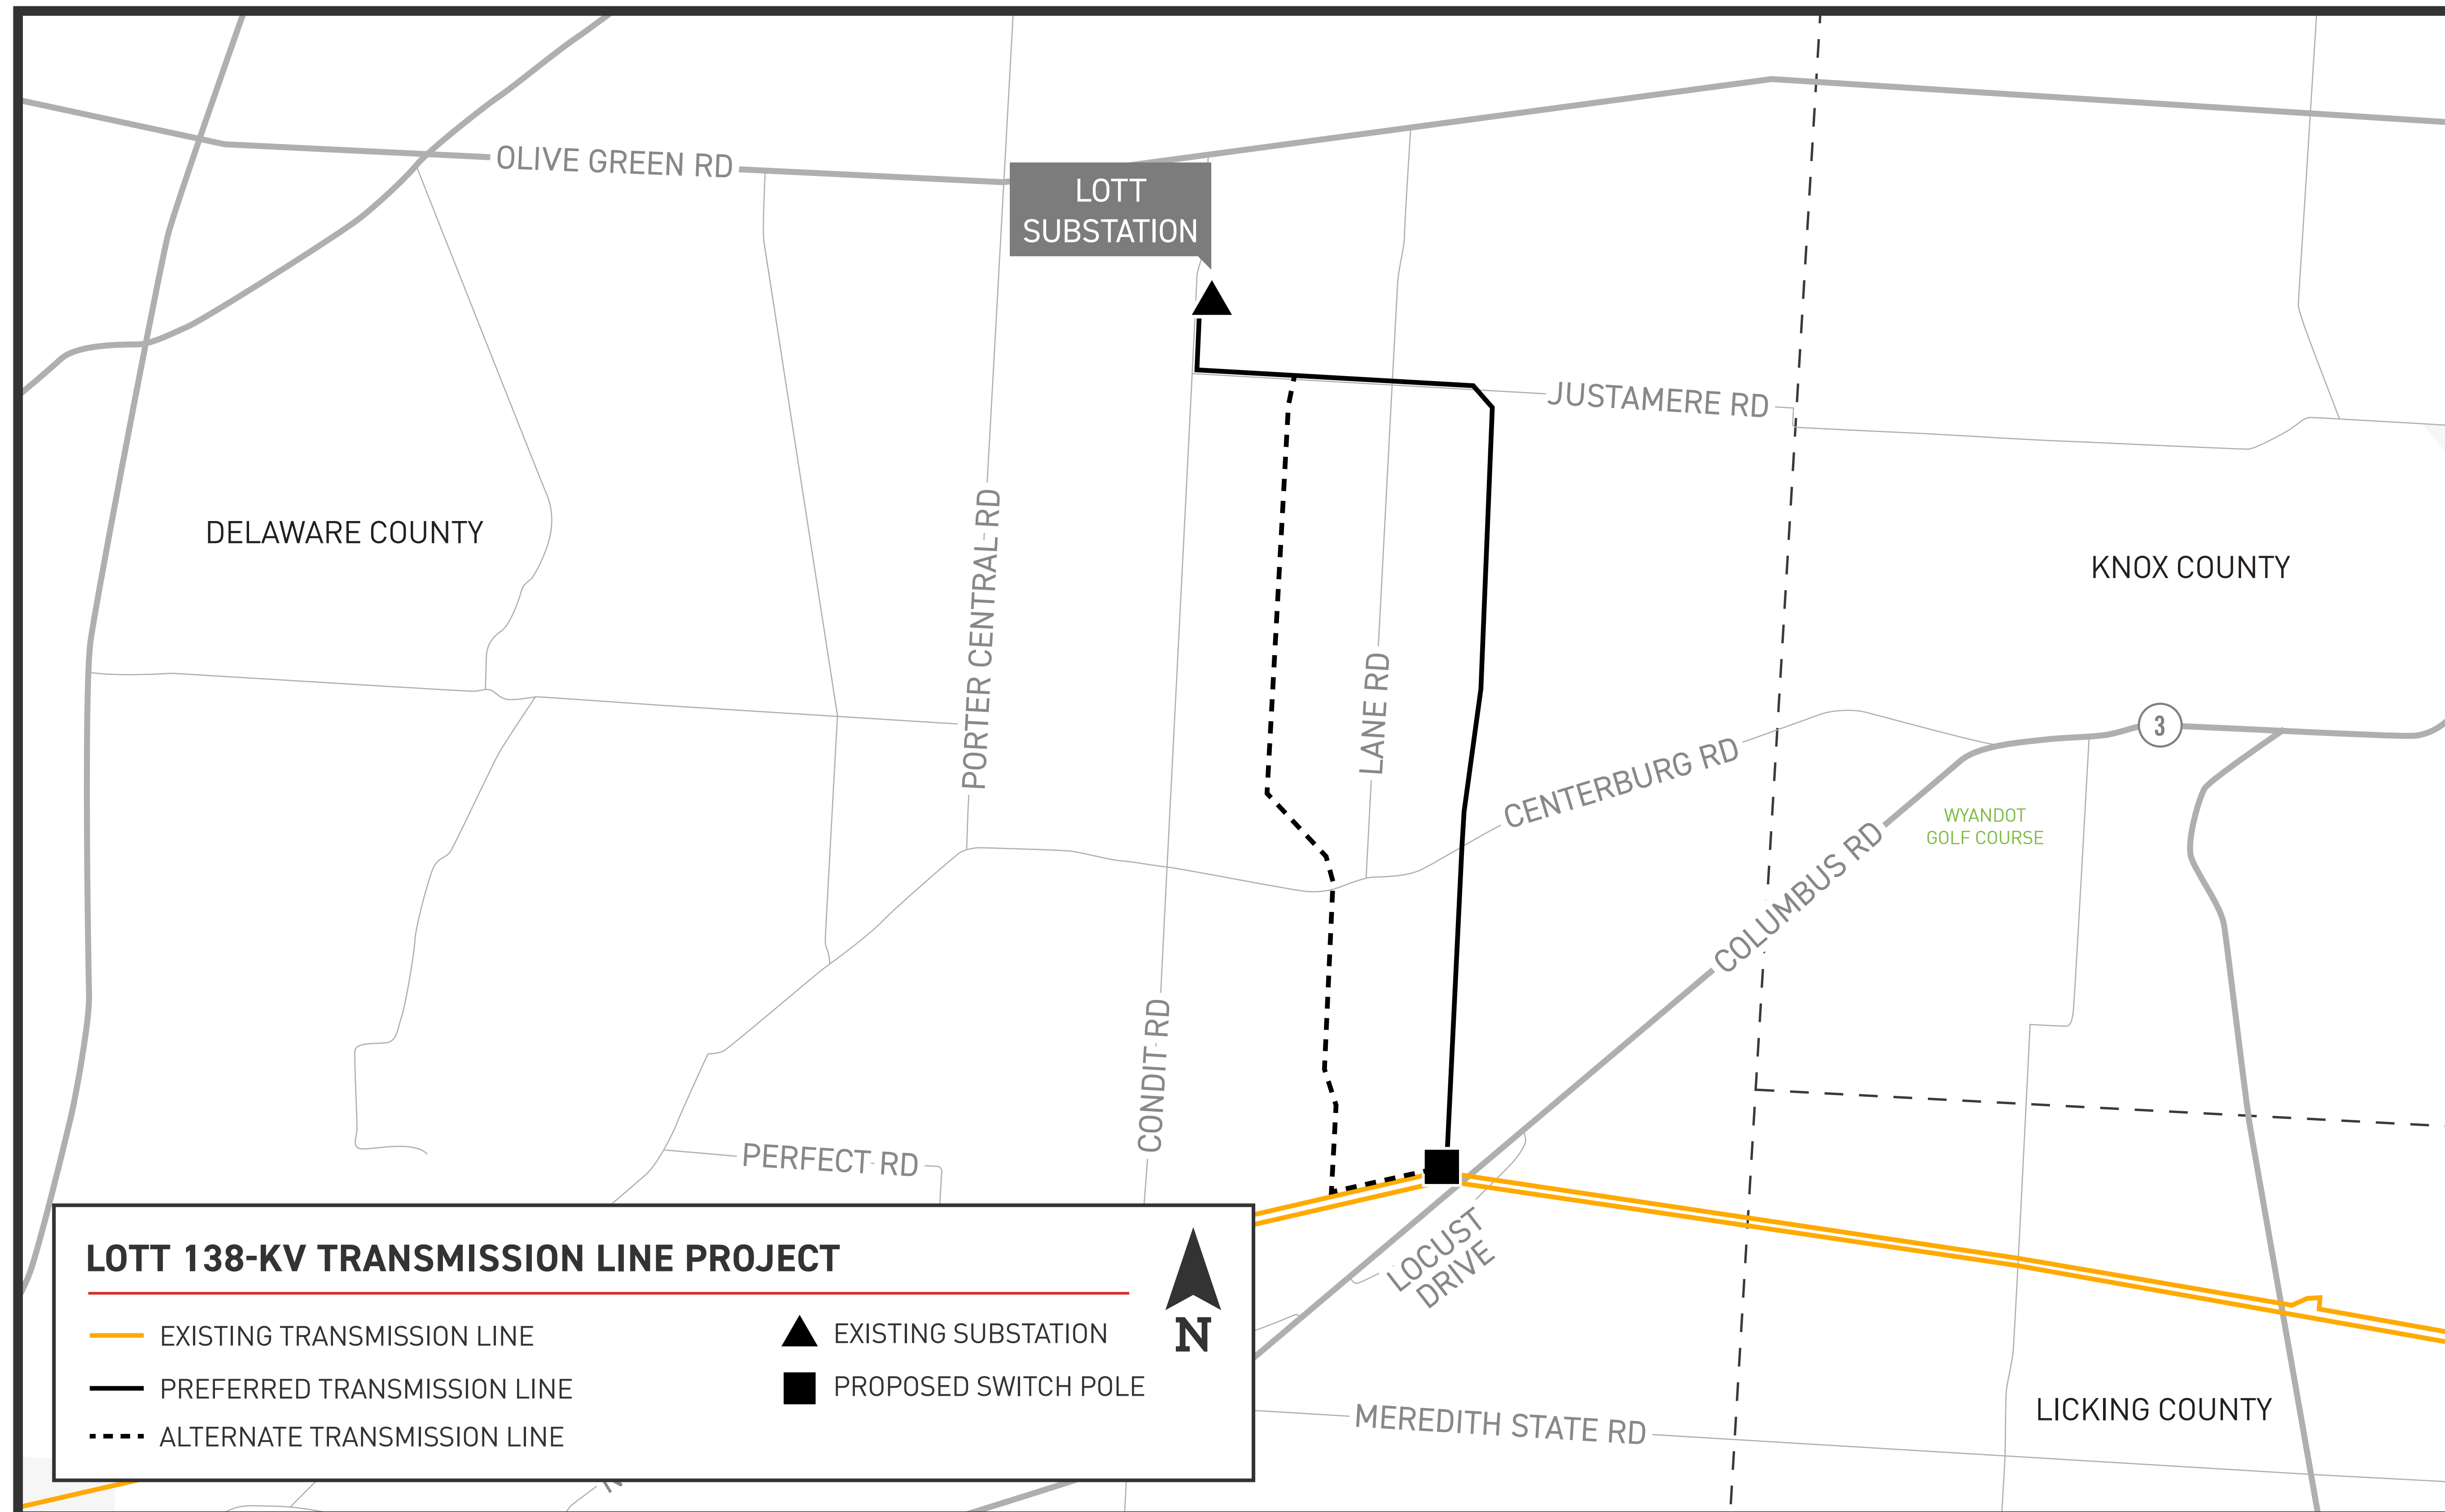 OLIVE GREEN RD
LOTT
SUBSTATION
JUSTAMERE RD
DELAWARE COUNTY
PORTER CENTRAL RD
KNOX COUNTY
LANE RD
CENTERBURG RD
3
WYANDOT
GOLF COURSE
COLUMBUS RD
CONDIT RD
PERFECT RD
LOCUST
DRIVE
LOTT 138-KV TRANSMISSION LINE PROJECT
EXISTING TRANSMISSION LINE
PREFERRED TRANSMISSION LINE
ALTERNATE TRANSMISSION LINE
EXISTING SUBSTATION
PROPOSED SWITCH POLE
N
MEREDITH STATE RD
LICKING COUNTY